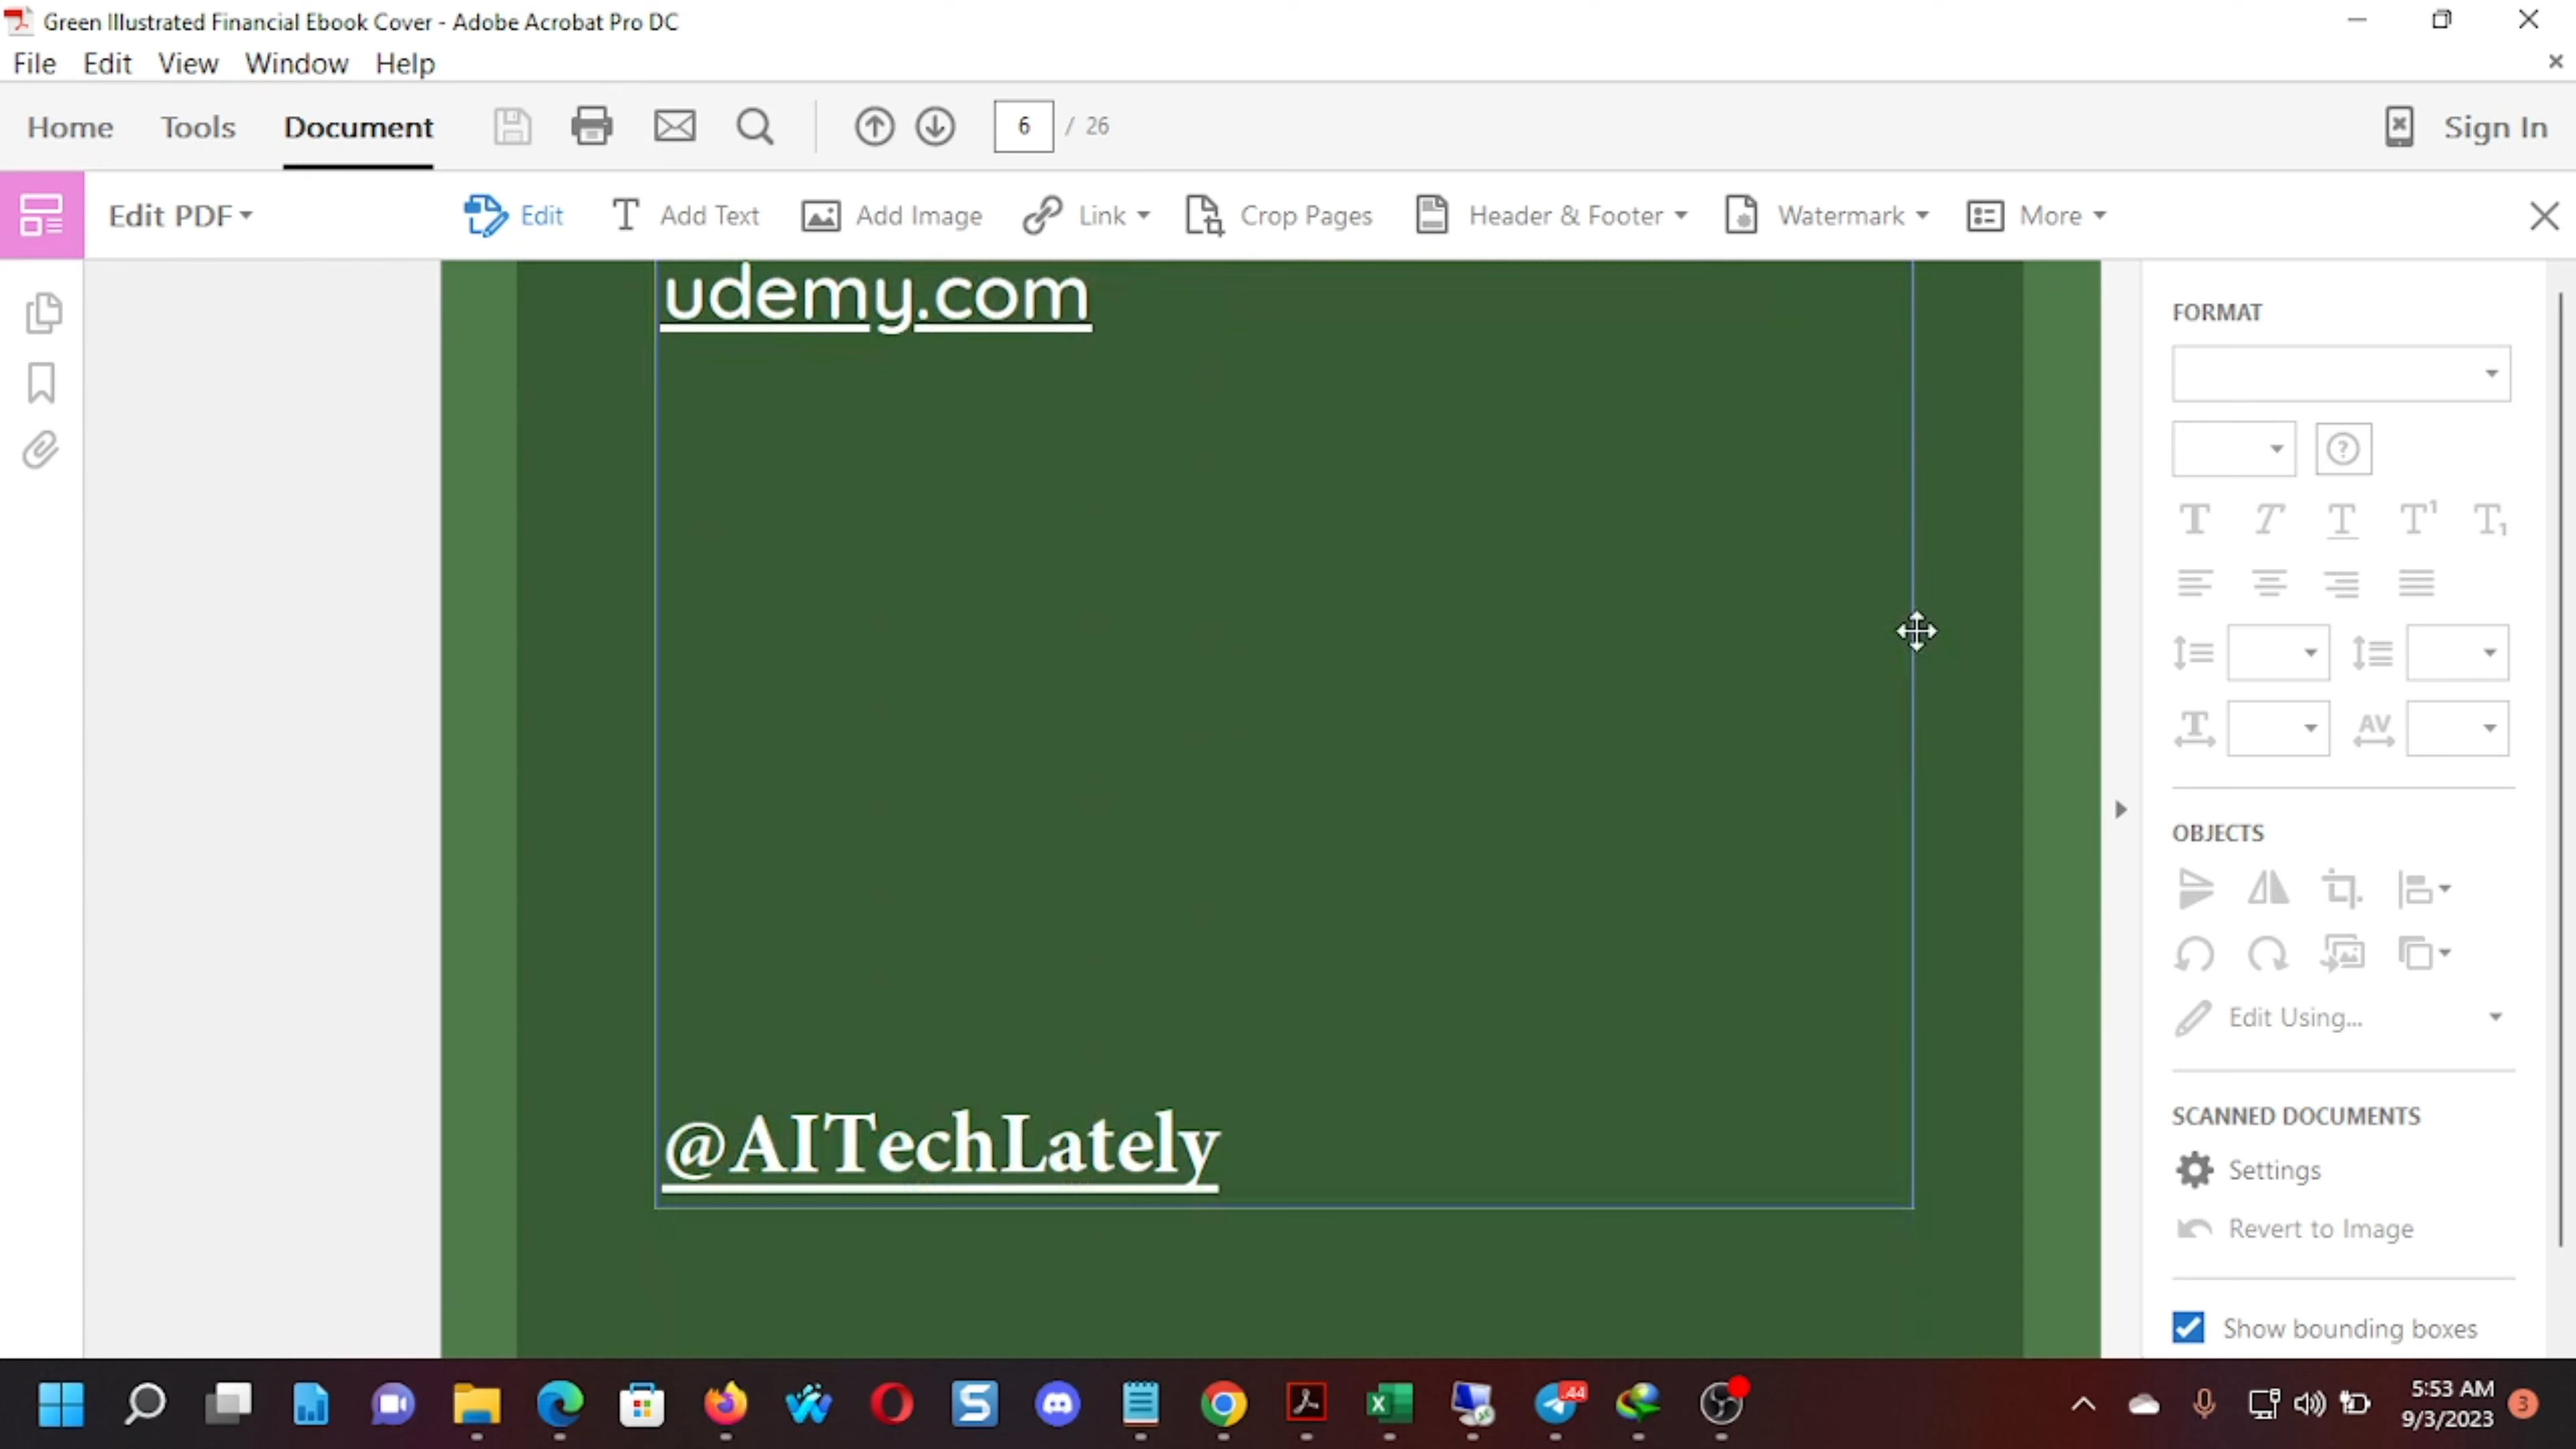 Green Illustrated Financial Ebook Cover - Adobe Acrobat Pro DC
File Edit View Window Help
Home Tools Document 6 / 26 Sign In
Edit PDF Edit Add Text Add Image Link Crop Pages Header & Footer Watermark More
udemy.com
@AITechLately
FORMAT
OBJECTS
Edit Using...
SCANNED DOCUMENTS
Settings
Revert to Image
Show bounding boxes
44
5:53 AM
9/3/2023
3